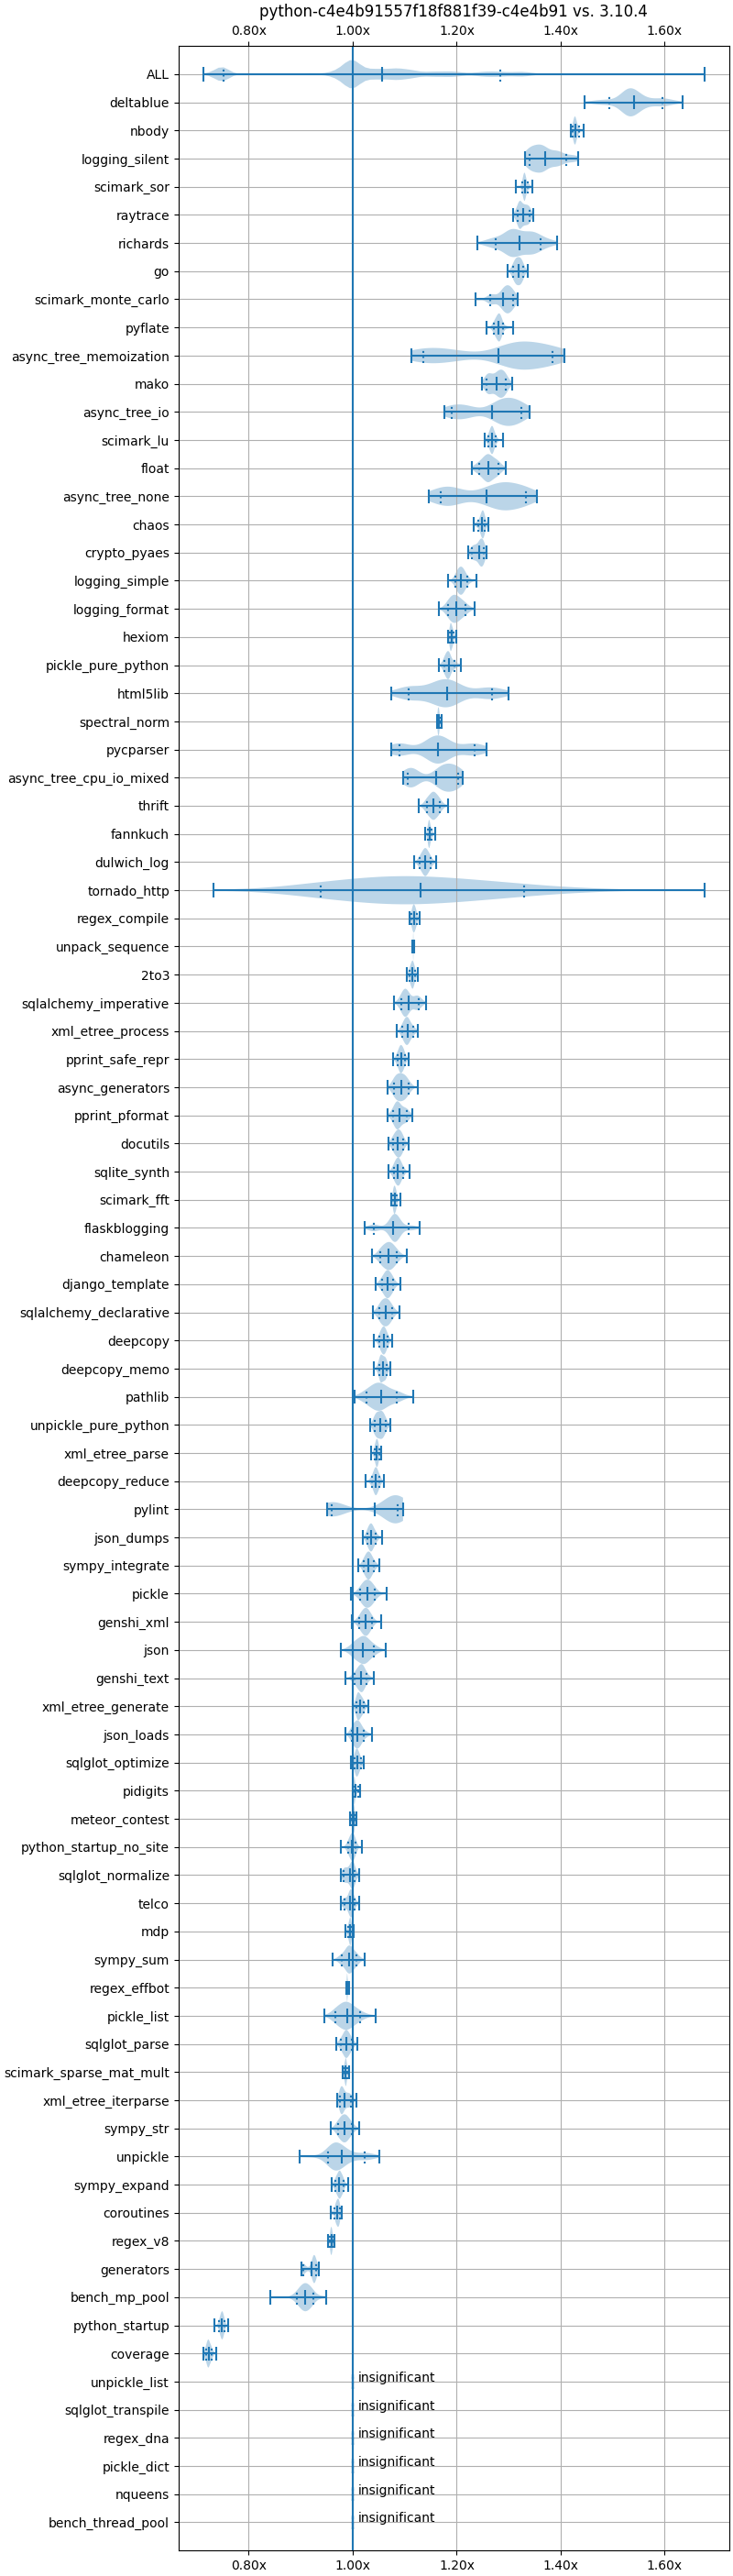 python-c4e4b91557f18f881f39-c4e4b91 vs. 3.10.4
0.80x 1.00x 1.20x 1.40x 1.60x
ALL
deltablue
nbody
logging_silent
scimark_sor
raytrace
richards
go
scimark_monte_carlo
pyflate
async_tree_memoization
mako
async_tree_io
scimark_lu
float
async_tree_none
chaos
crypto_pyaes
logging_simple
logging_format
hexiom
pickle_pure_python
html5lib
spectral_norm
pycparser
async_tree_cpu_io_mixed
thrift
fannkuch
dulwich_log
tornado_http
regex_compile
unpack_sequence
2to3
sqlalchemy_imperative
xml_etree_process
pprint_safe_repr
async_generators
pprint_pformat
docutils
sqlite_synth
scimark_fft
flaskblogging
chameleon
django_template
sqlalchemy_declarative
deepcopy
deepcopy_memo
pathlib
unpickle_pure_python
xml_etree_parse
deepcopy_reduce
pylint
json_dumps
sympy_integrate
pickle
genshi_xml
json
genshi_text
xml_etree_generate
json_loads
sqlglot_optimize
pidigits
meteor_contest
python_startup_no_site
sqlglot_normalize
telco
mdp
sympy_sum
regex_effbot
pickle_list
sqlglot_parse
scimark_sparse_mat_mult
xml_etree_iterparse
sympy_str
unpickle
sympy_expand
coroutines
regex_v8
generators
bench_mp_pool
python_startup
coverage
unpickle_list insignificant
sqlglot_transpile insignificant
regex_dna insignificant
pickle_dict insignificant
nqueens insignificant
bench_thread_pool insignificant
0.80x 1.00x 1.20x 1.40x 1.60x